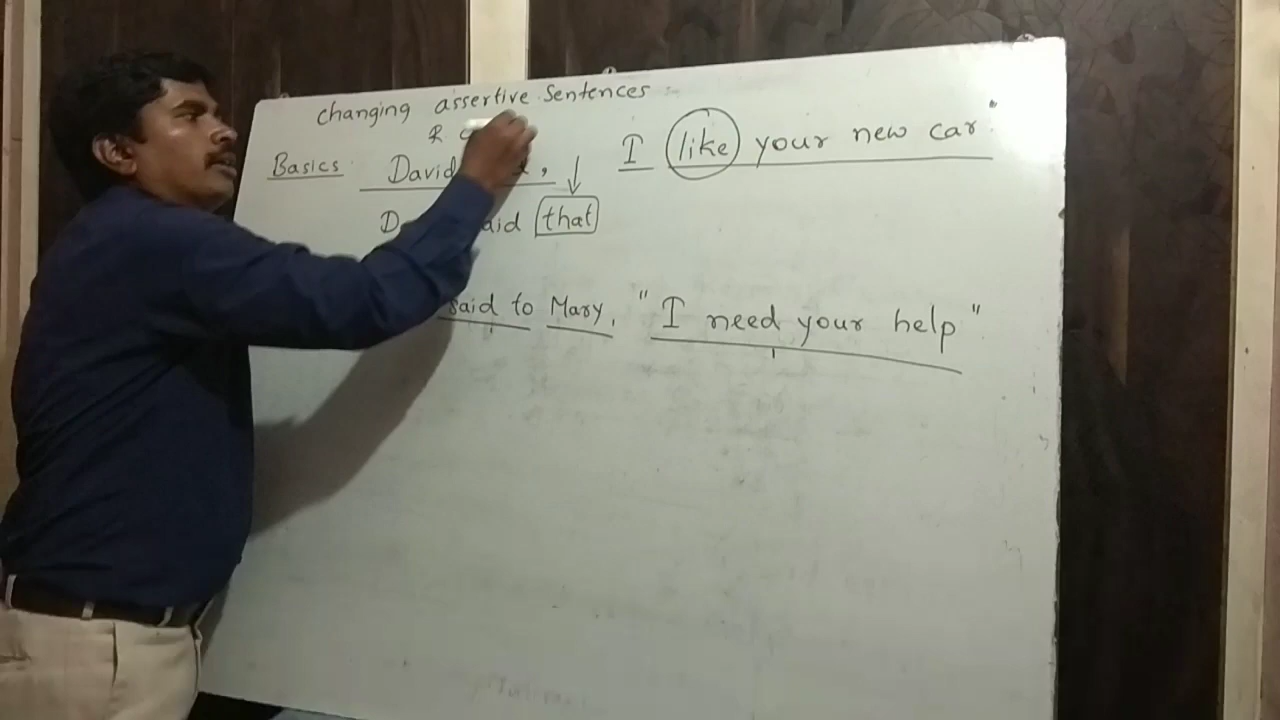 Changing assertive Sentences :-
R
Basics: David , I like your new car"
said that
said to Mary, "I need your help"